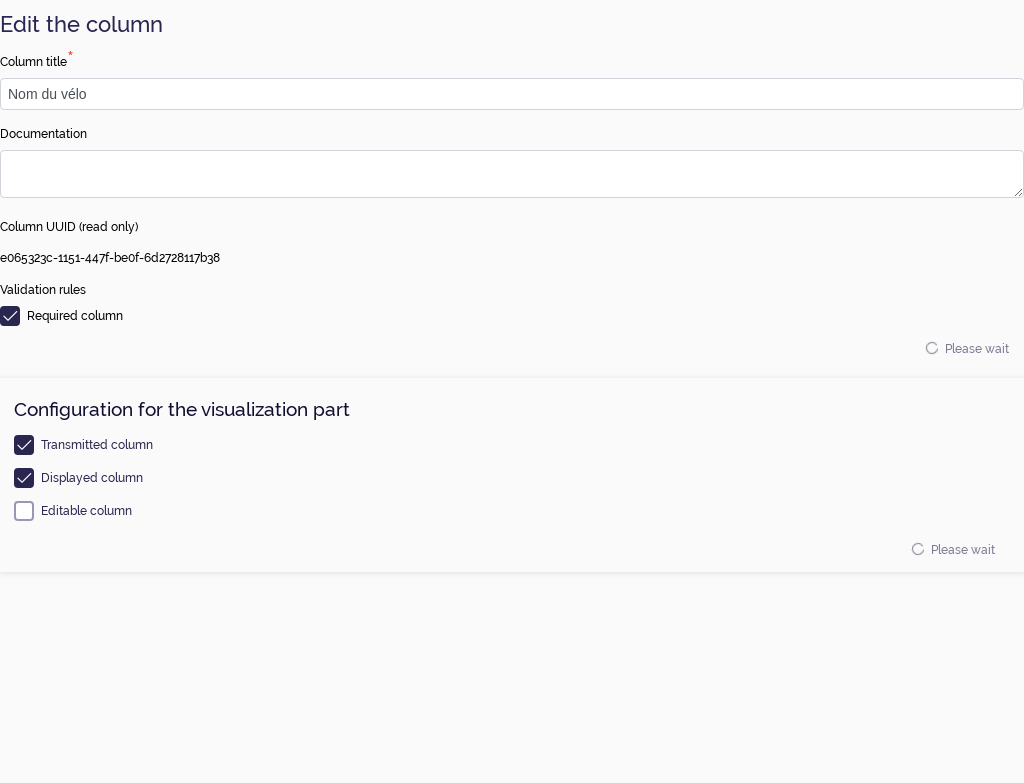 Edit the column
Column title*
Nom du vélo
Documentation
Column UUID (read only)
e065323c-1151-447f-be0f-6d2728117b38
Validation rules
Required column
Please wait
Configuration for the visualization part
Transmitted column
Displayed column
Editable column
Please wait